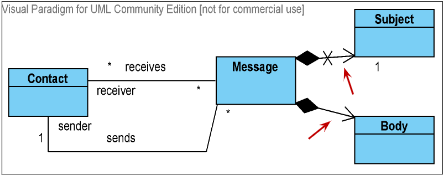 Visual Paradigm for UML Community Edition [not for commercial use]
Subject
* receives
Message
1
Contact
receiver *
*
Body
sender
1 sends